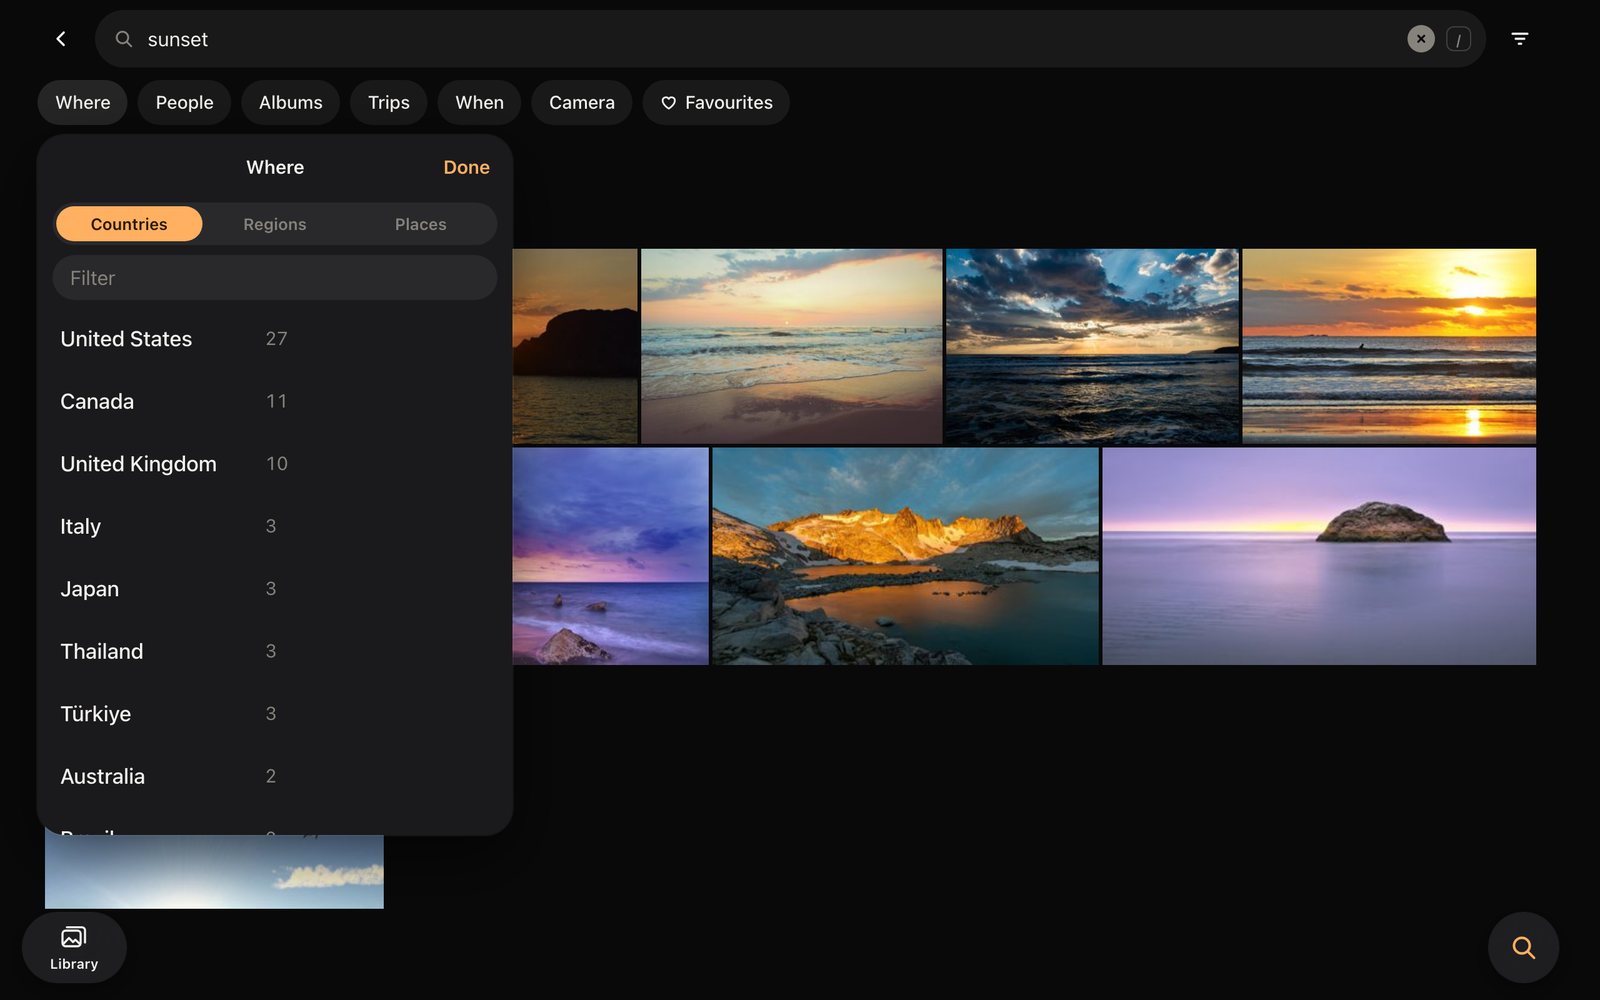 sunset
/
Where People Albums Trips When Camera Favourites
Where Done
Countries Regions Places
Filter
United States 27
Canada 11
United Kingdom 10
Italy 3
Japan 3
Thailand 3
Türkiye 3
Australia 2
Library